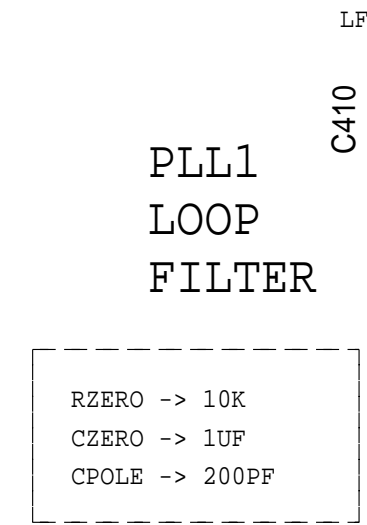 LF
C410
PLL1
LOOP
FILTER
RZERO -> 10K
CZERO -> 1UF
CPOLE -> 200PF